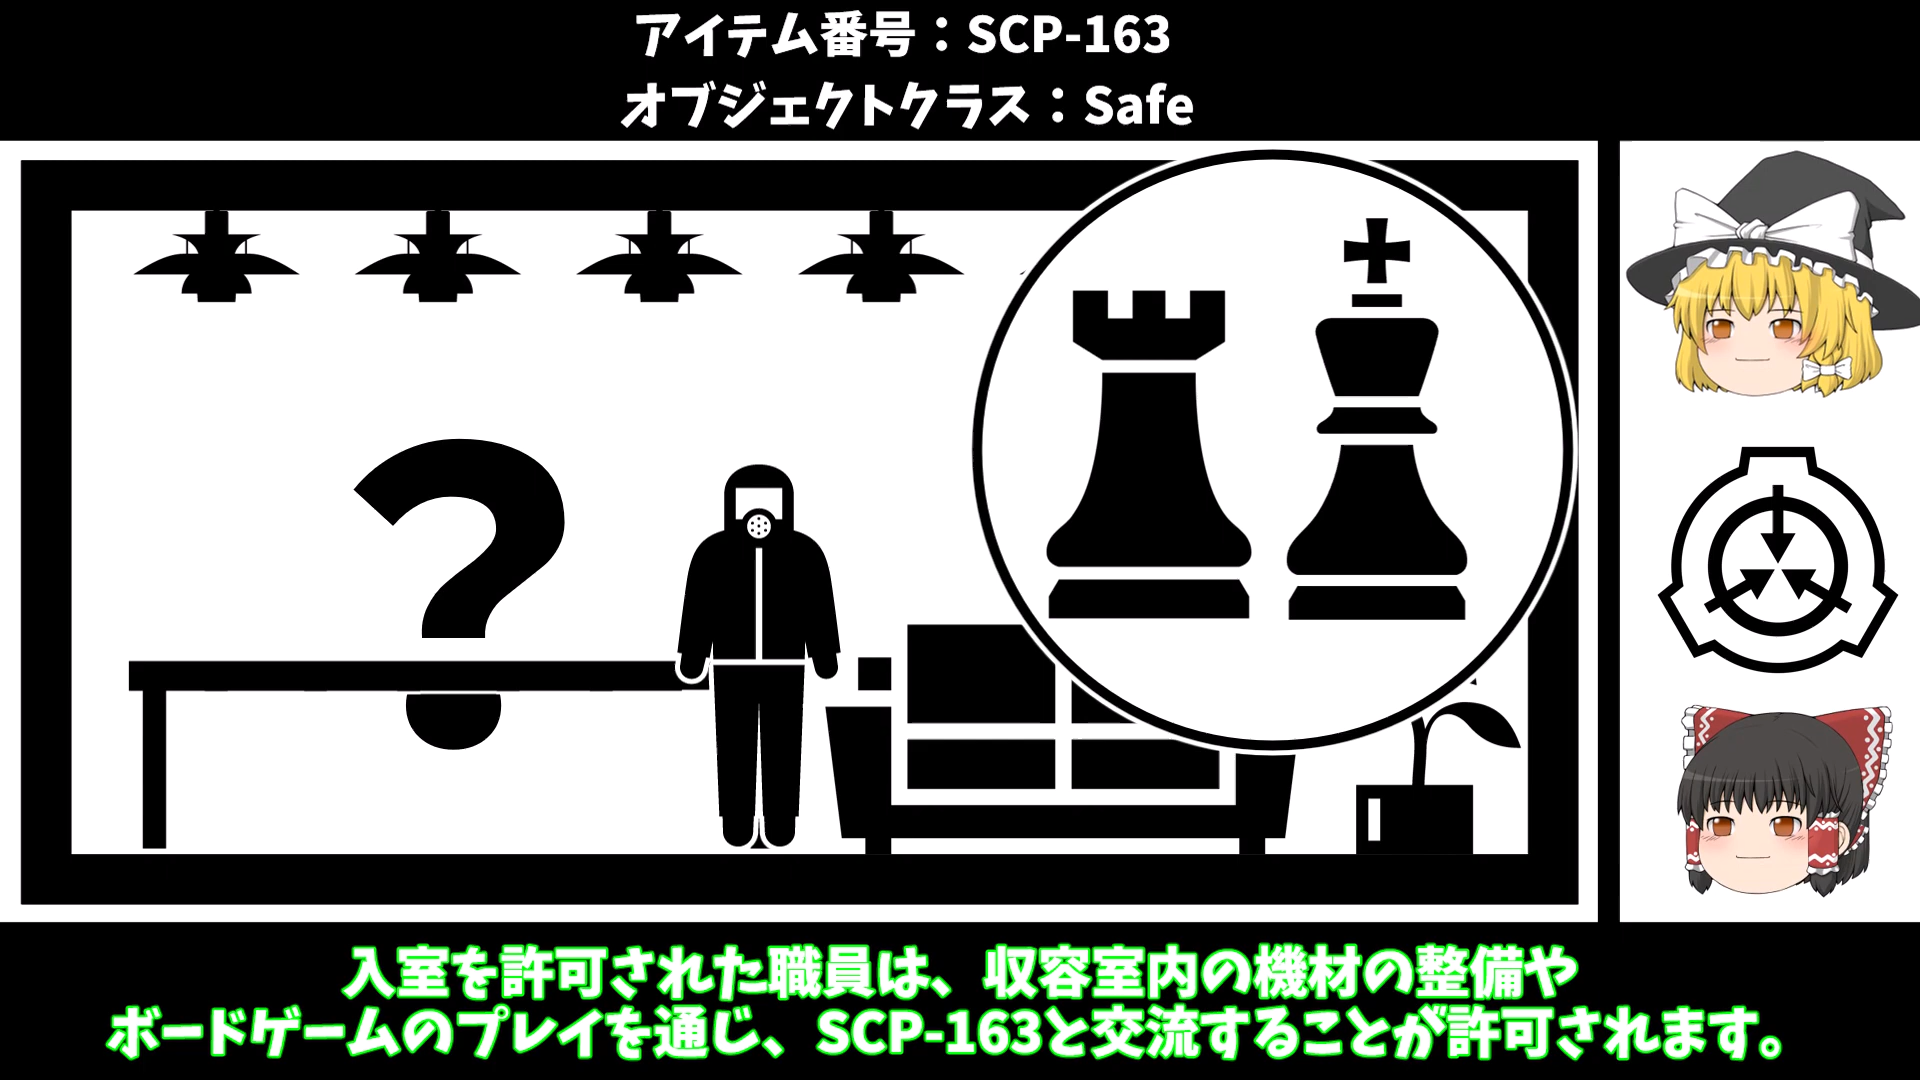 アイテム番号：SCP-163
オブジェクトクラス：Safe
?
入室を許可された職員は、収容室内の機材の整備や
ボードゲームのプレイを通じ、SCP-163と交流することが許可されます。